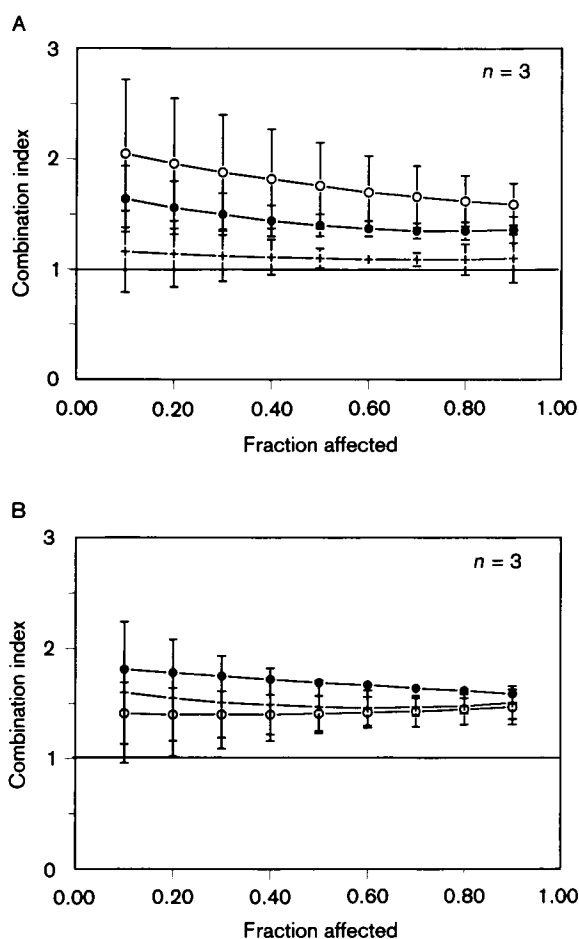 A
3
n = 3
2
Combination index
1
0
0.00 0.20 0.40 0.60 0.80 1.00
Fraction affected
B
3
n = 3
2
Combination index
1
0
0.00 0.20 0.40 0.60 0.80 1.00
Fraction affected